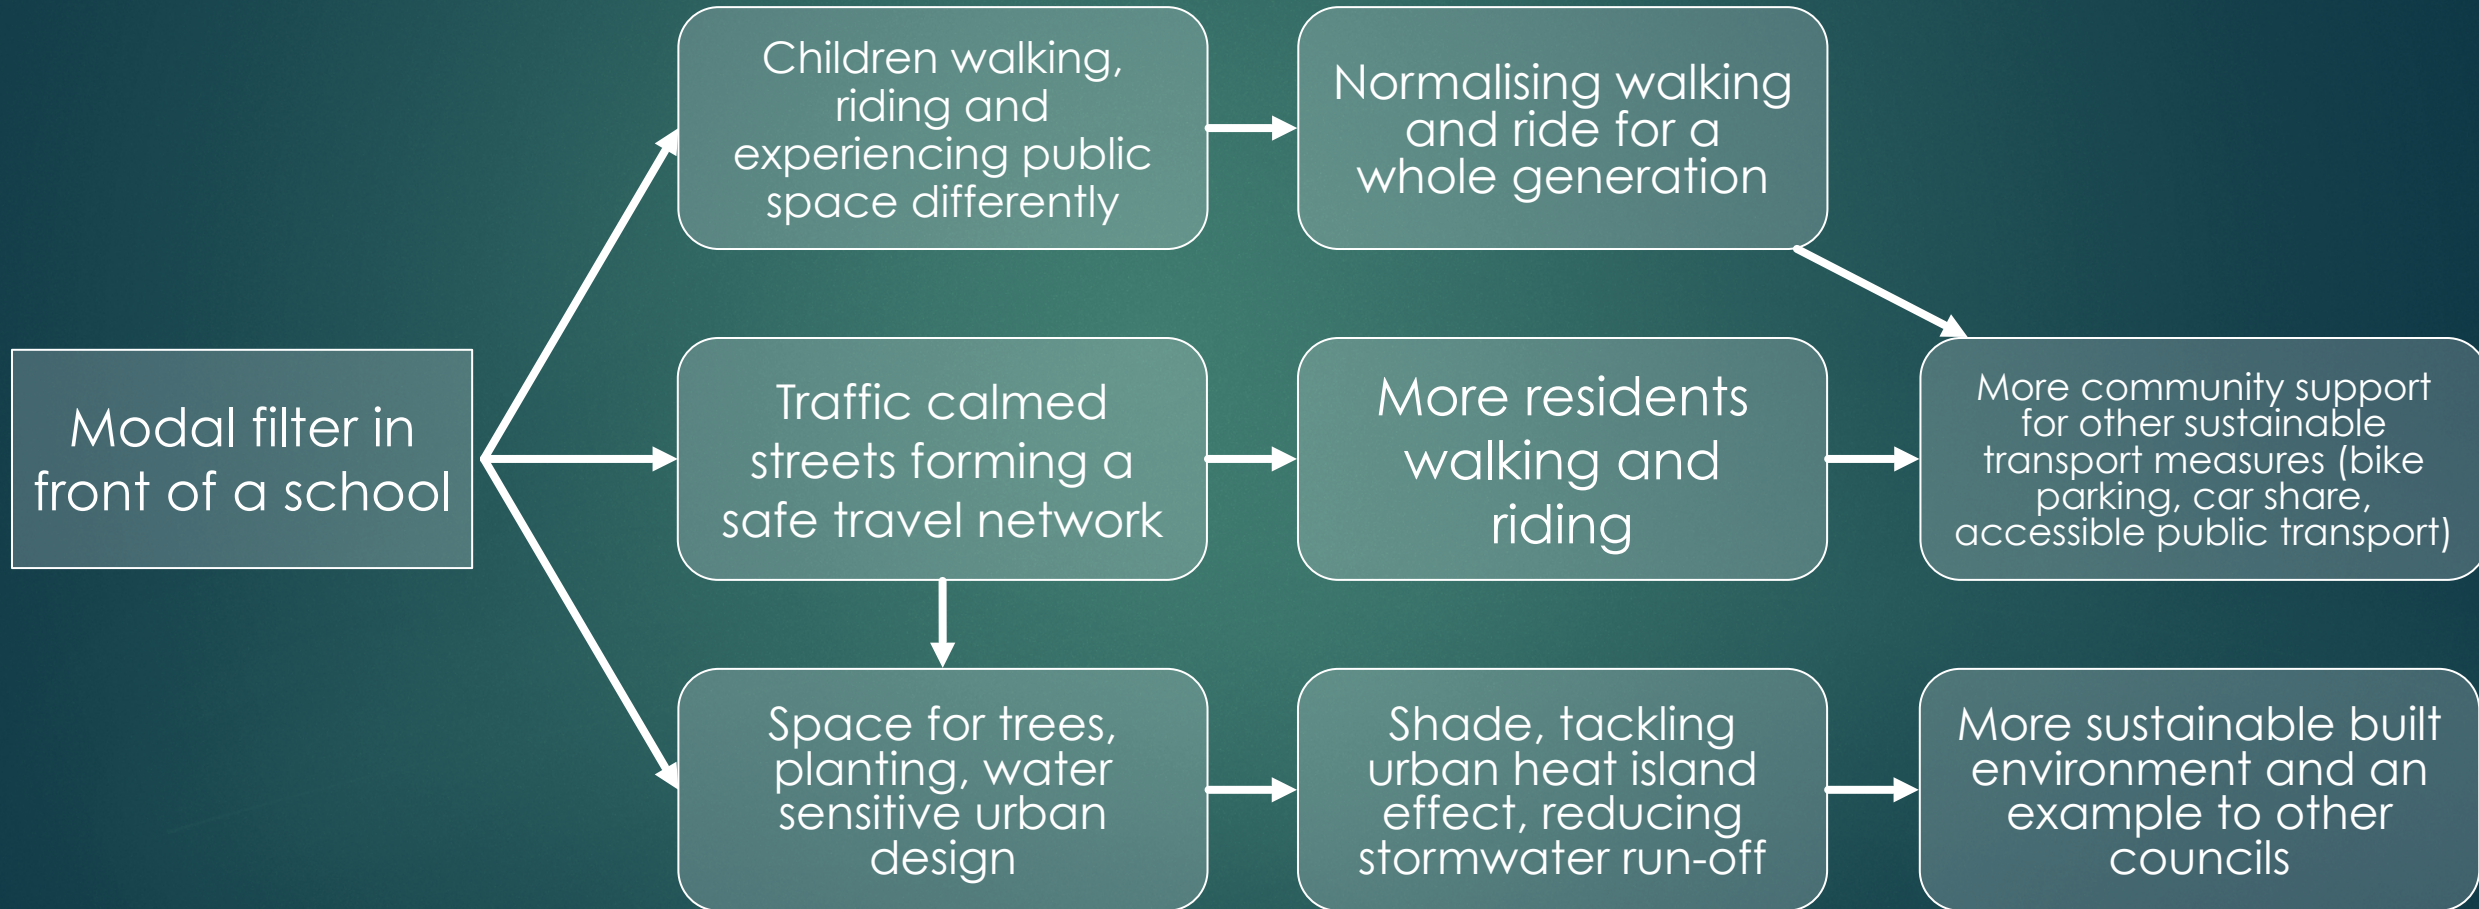 Modal filter in
front of a school
Children walking,
riding and
experiencing public
space differently
Normalising walking
and ride for a
whole generation
Traffic calmed
streets forming a
safe travel network
More residents
walking and
riding
More community support
for other sustainable
transport measures (bike
parking, car share,
accessible public transport)
Space for trees,
planting, water
sensitive urban
design
Shade, tackling
urban heat island
effect, reducing
stormwater run-off
More sustainable built
environment and an
example to other
councils